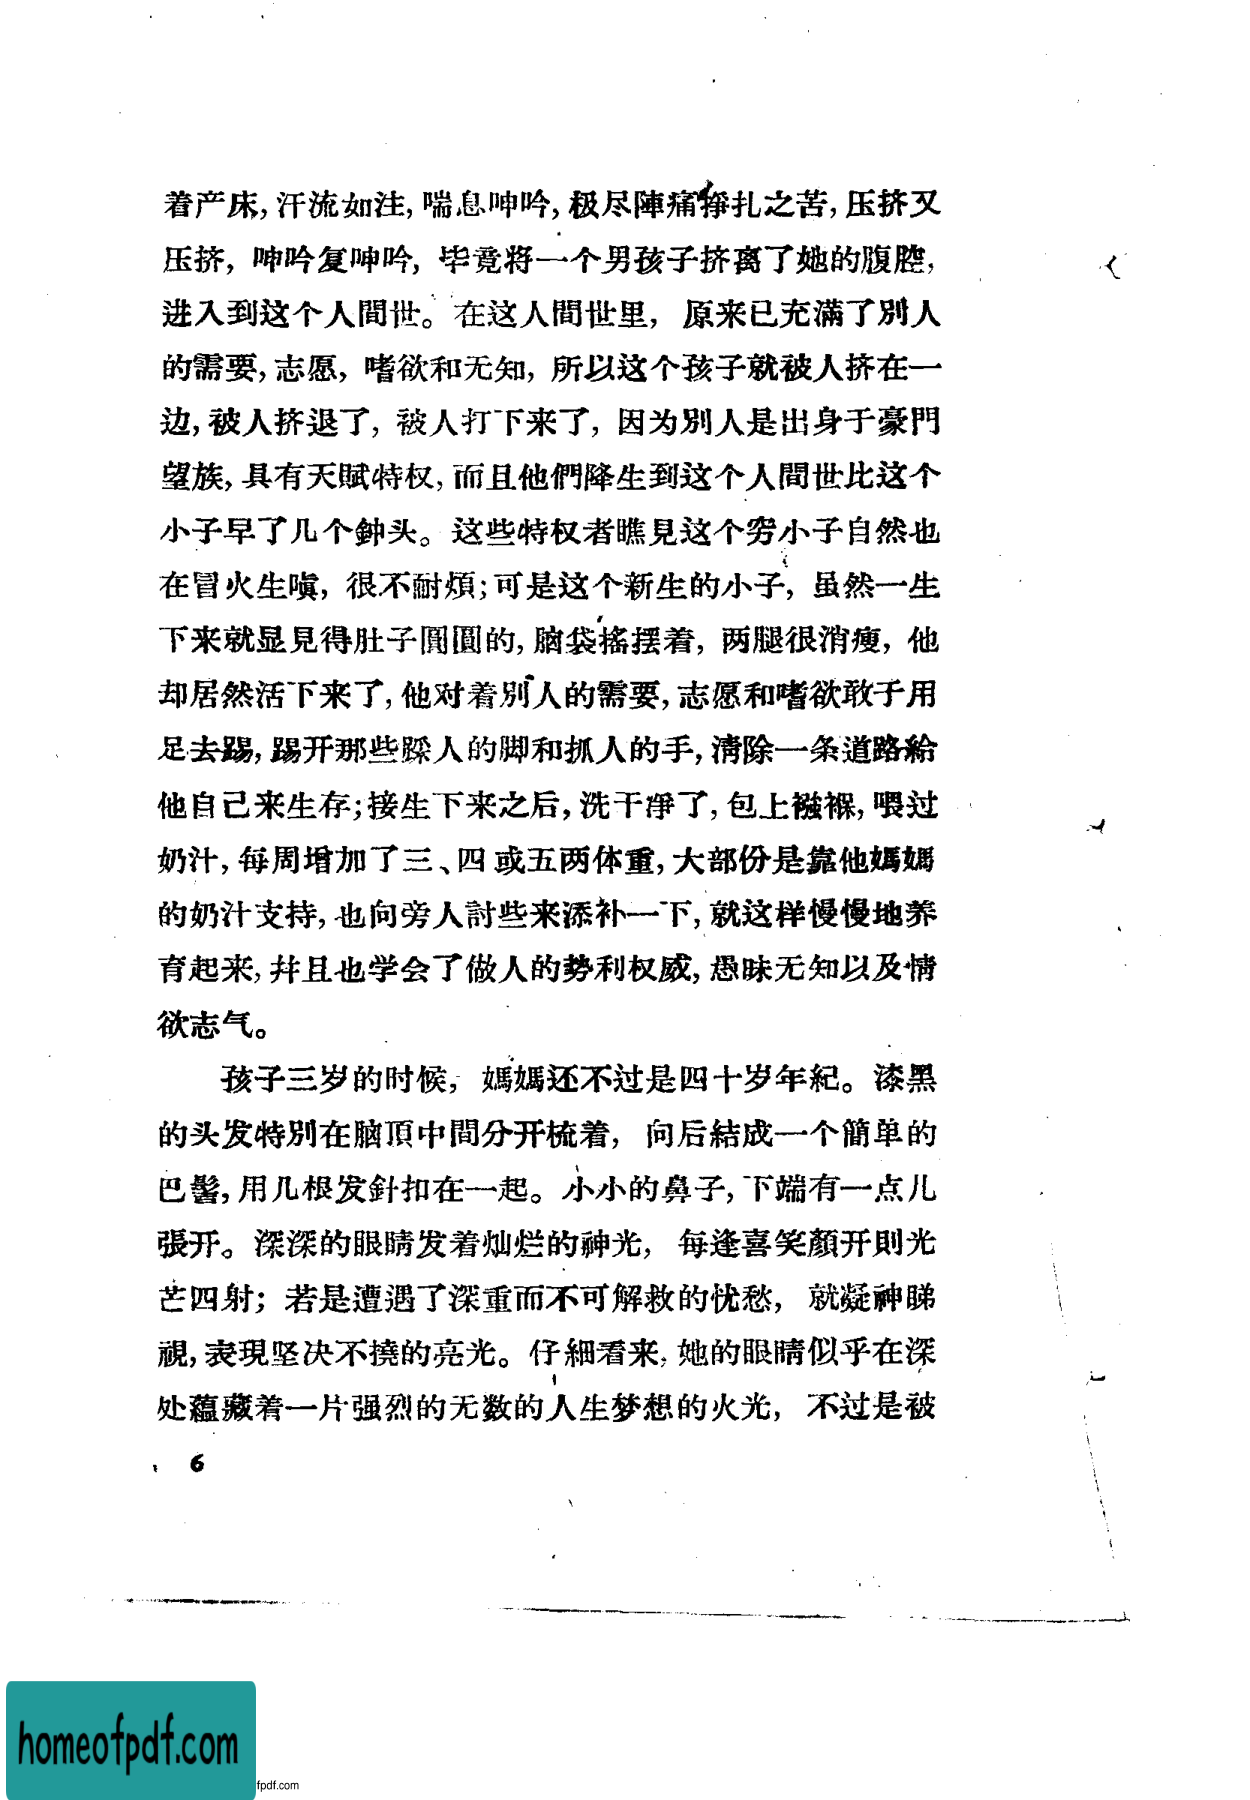 着产床,汗流如注,喘息呻吟,极尽陣痛掙扎之苦,压挤又
压挤,呻吟复呻吟,毕竟将一个男孩子挤离了她的腹膛,
进入到这个人間世。在这人間世里,原来已充滿了別人
的需要,志愿,嗜欲和无知,所以这个孩子就被人挤在一
边,被人挤退了,被人打下来了,因为別人是出身于豪門
望族,具有天賦特权,而且他們降生到这个人間世比这个
小子早了几个鈡头。这些特权者瞧見这个穷小子自然也
在冒火生嗔,很不耐煩;可是这个新生的小子,虽然一生
下来就显見得肚子圓圓的,脑袋搖摆着,两腿很消瘦,他
却居然活下来了,他对着別人的需要,志愿和嗜欲敢于用
足去踢,踢开那些踩人的脚和抓人的手,清除一条道路給
他自己来生存;接生下来之后,洗干淨了,包上襁褓,喂过
奶汁,每周增加了三、四或五两体重,大部份是靠他媽媽
的奶汁支持,也向旁人討些来添补一下,就这样慢慢地养
育起来,幷且也学会了做人的势利权威,愚昧无知以及情
欲志气。
孩子三岁的时候,媽媽还不过是四十岁年紀。漆黑
的头发特別在脑頂中間分开梳着,向后結成一个簡单的
巴髻,用几根发針扣在一起。小小的鼻子,下端有一点儿
張开。深深的眼睛发着灿烂的神光,每逢喜笑顏开則光
芒四射;若是遭遇了深重而不可解救的忧愁,就凝神睇
視,表現坚决不撓的亮光。仔細看来,她的眼睛似乎在深
处蘊藏着一片强烈的无数的人生梦想的火光,不过是被
6
homeofpdf.com
fpdf.com